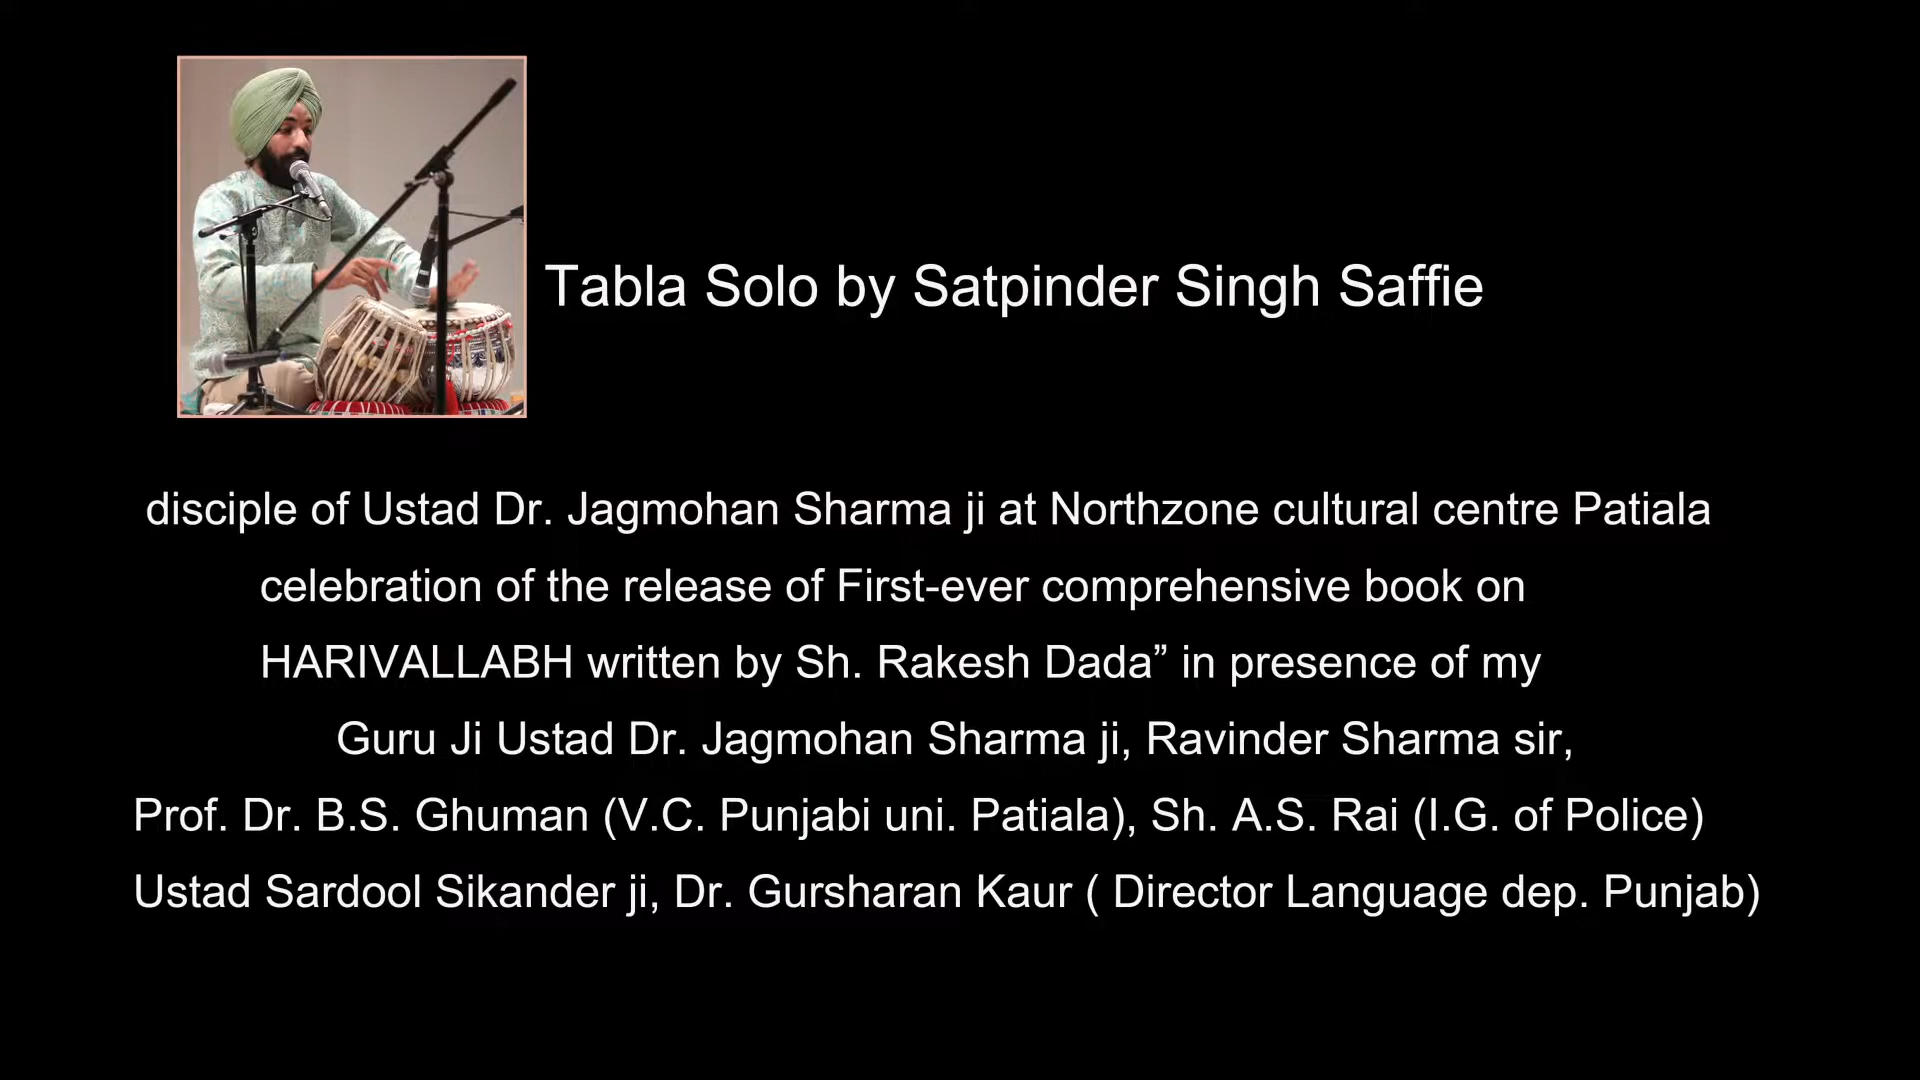 Tabla Solo by Satpinder Singh Saffie
disciple of Ustad Dr. Jagmohan Sharma ji at Northzone cultural centre Patiala
celebration of the release of First-ever comprehensive book on
HARIVALLABH written by Sh. Rakesh Dada” in presence of my
Guru Ji Ustad Dr. Jagmohan Sharma ji, Ravinder Sharma sir,
Prof. Dr. B.S. Ghuman (V.C. Punjabi uni. Patiala), Sh. A.S. Rai (I.G. of Police)
Ustad Sardool Sikander ji, Dr. Gursharan Kaur ( Director Language dep. Punjab)